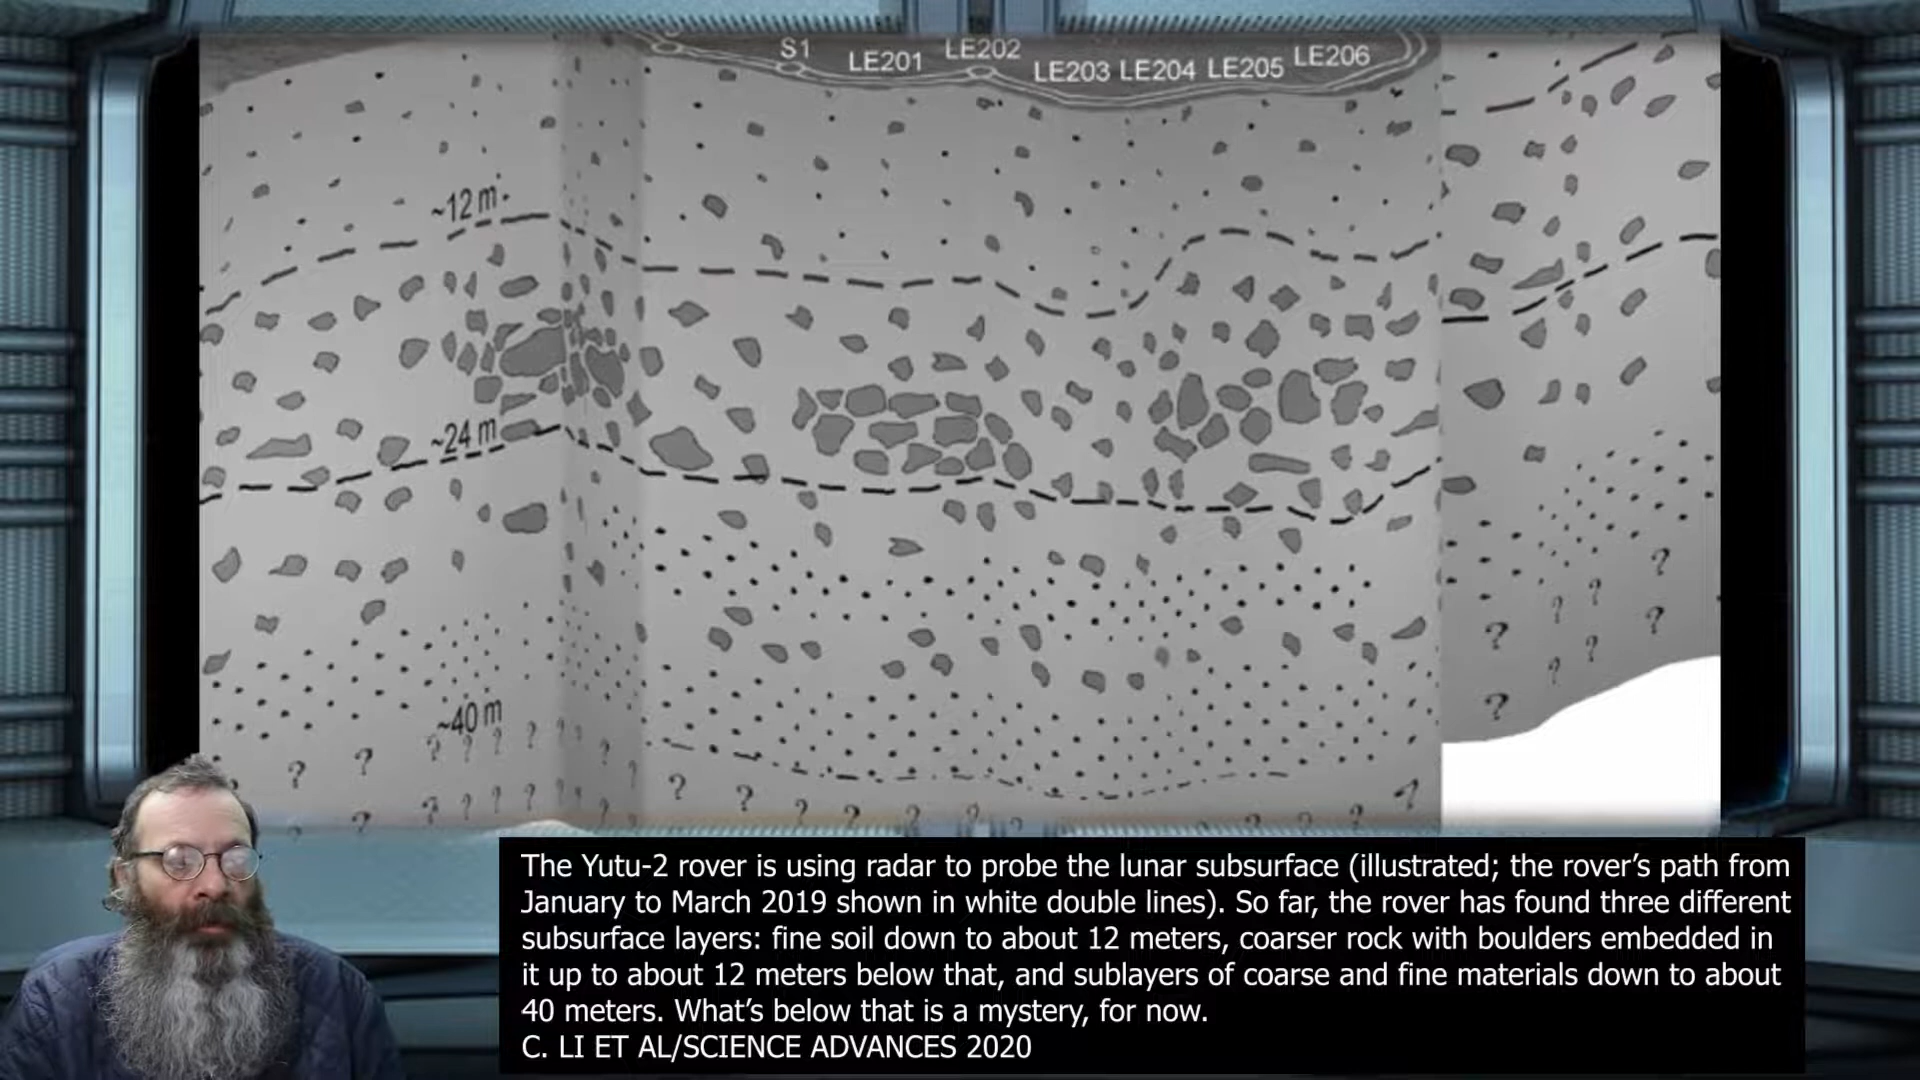 S1 LE201 LE202 LE203 LE204 LE205 LE206
~12 m
~24 m
~40 m
? ? ? ? ? ? ?
? ? ? ? ? ? ? ?
? ? ? ? ? ? ? ? ? ?
The Yutu-2 rover is using radar to probe the lunar subsurface (illustrated; the rover's path from
January to March 2019 shown in white double lines). So far, the rover has found three different
subsurface layers: fine soil down to about 12 meters, coarser rock with boulders embedded in
it up to about 12 meters below that, and sublayers of coarse and fine materials down to about
40 meters. What's below that is a mystery, for now.
C. LI ET AL/SCIENCE ADVANCES 2020